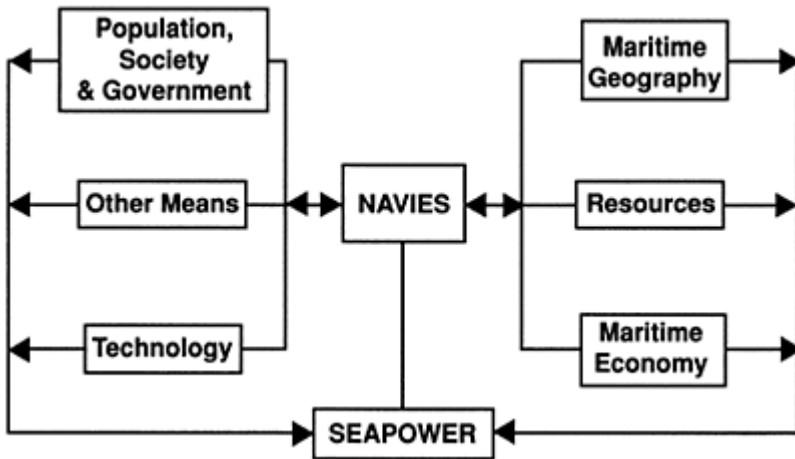 Population,
Society
& Government
Maritime
Geography
Other Means
NAVIES
Resources
Technology
Maritime
Economy
SEAPOWER